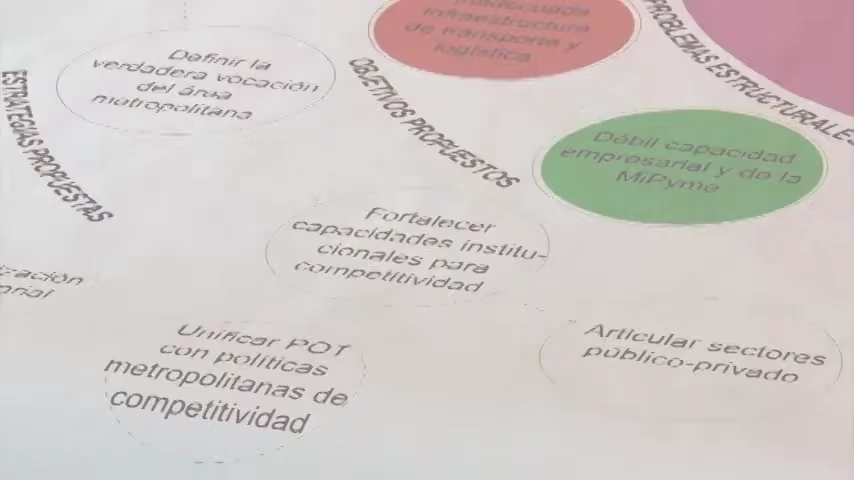 Inadecuada
infraestructura
de transporte y
logística
PROBLEMAS ESTRUCTURALES
Definir la
verdadera vocación
del área
metropolitana
OBJETIVOS PROPUESTOS
ESTRATEGIAS PROPUESTAS
Débil capacidad
empresarial y de la
MiPyme
Fortalecer
capacidades institu-
cionales para
competitividad
Unificar POT
con políticas
metropolitanas de
competitividad
Articular sectores
público-privado